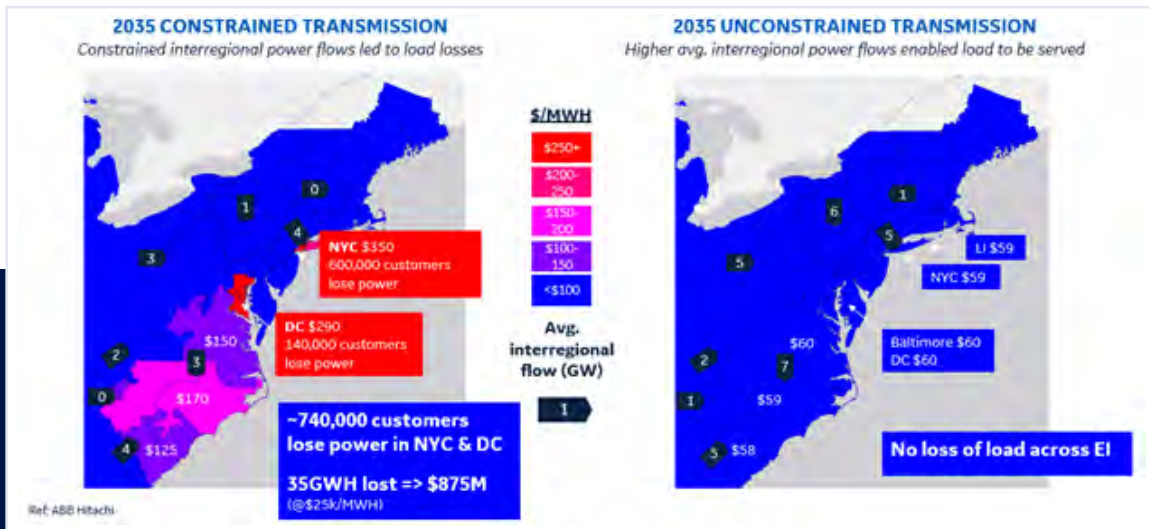 2035 CONSTRAINED TRANSMISSION
Constrained interregional power flows led to load losses
0
1
4
3
NYC $350
600,000 customers
lose power
DC $290
140,000 customers
lose power
$150
2
3
0
$170
4
$125
~740,000 customers
lose power in NYC & DC
35GWH lost => $875M
(@$25k/MWH)
Ref: ABB Hitachi
$/MWH
$250+
$200-
250
$150-
200
$100-
150
<$100
Avg.
interregional
flow (GW)
1
2035 UNCONSTRAINED TRANSMISSION
Higher avg. interregional power flows enabled load to be served
1
6
5
5
LI $59
NYC $59
$60
Baltimore $60
DC $60
2
7
1
$59
5
$58
No loss of load across EI